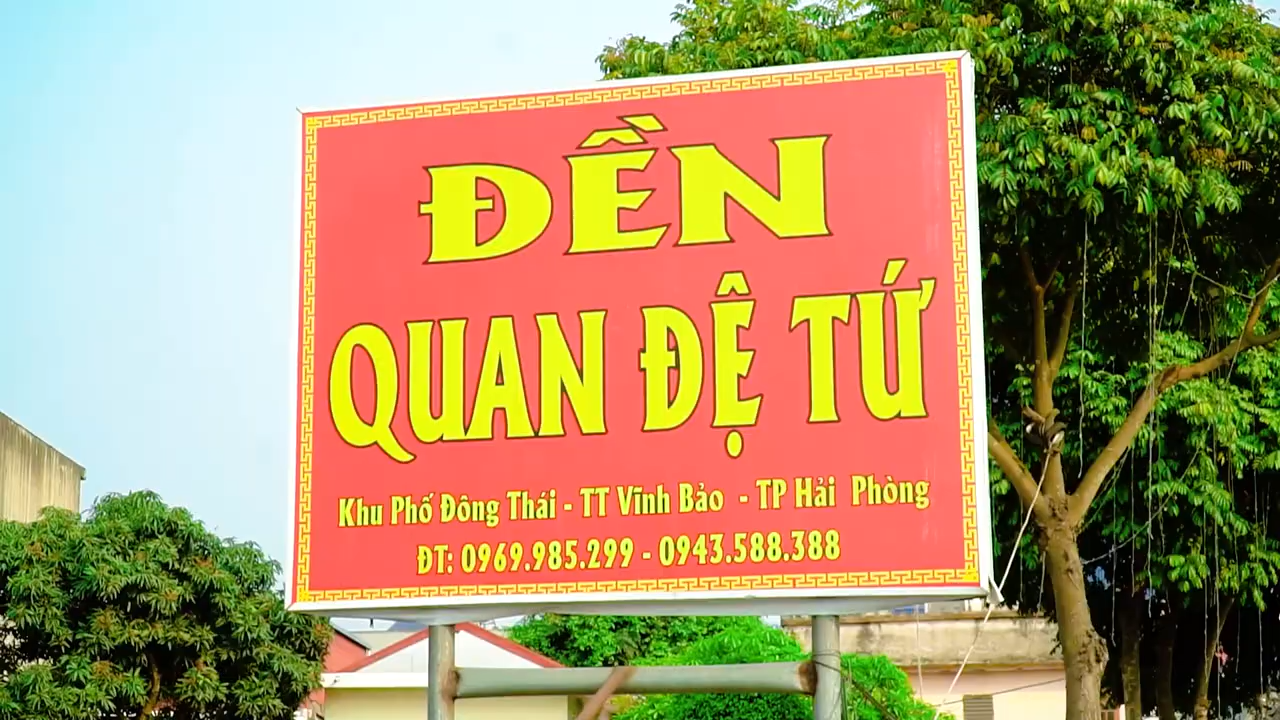 ĐỀN
QUAN ĐỆ TỨ
Khu Phố Đông Thái - TT Vĩnh Bảo - TP Hải Phòng
ĐT: 0969.985.299 - 0943.588.388